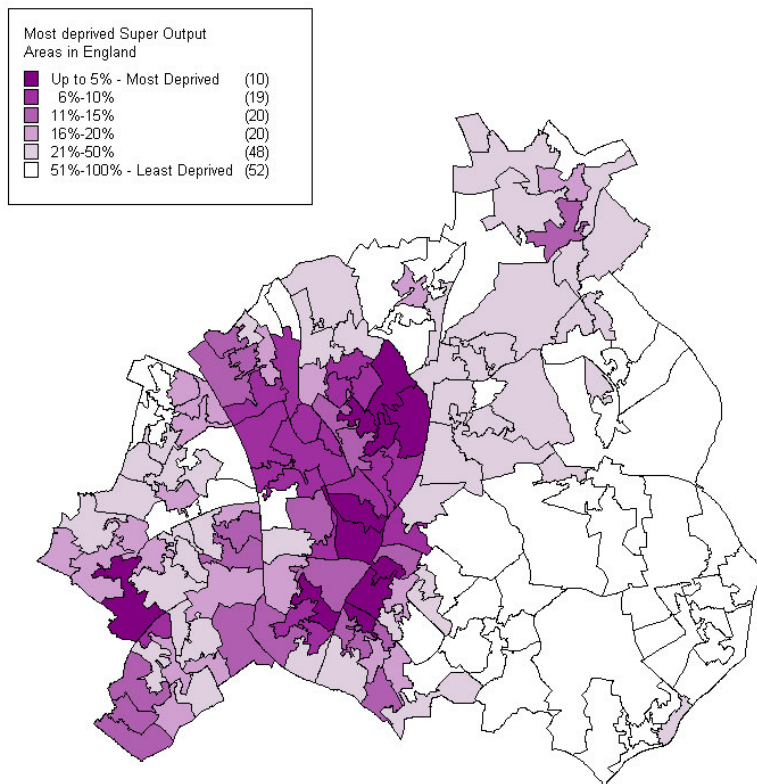 Most deprived Super Output
Areas in England
Up to 5% - Most Deprived (10)
6%-10% (19)
11%-15% (20)
16%-20% (20)
21%-50% (48)
51%-100% - Least Deprived (52)